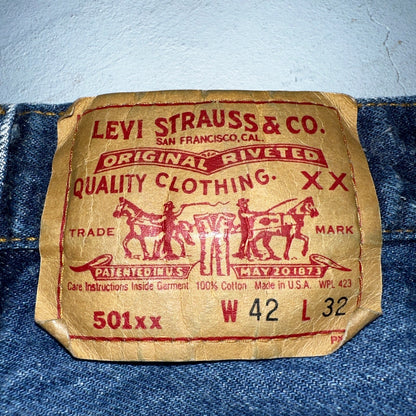 LEVI STRAUSS & CO.
SAN FRANCISCO, CAL.
ORIGINAL RIVETED
QUALITY CLOTHING. XX
TRADE MARK
PATENTED IN U.S. MAY 20 1873
Care Instructions Inside Garment 100% Cotton Made in U.S.A. WPL 423
501xx W 42 L 32